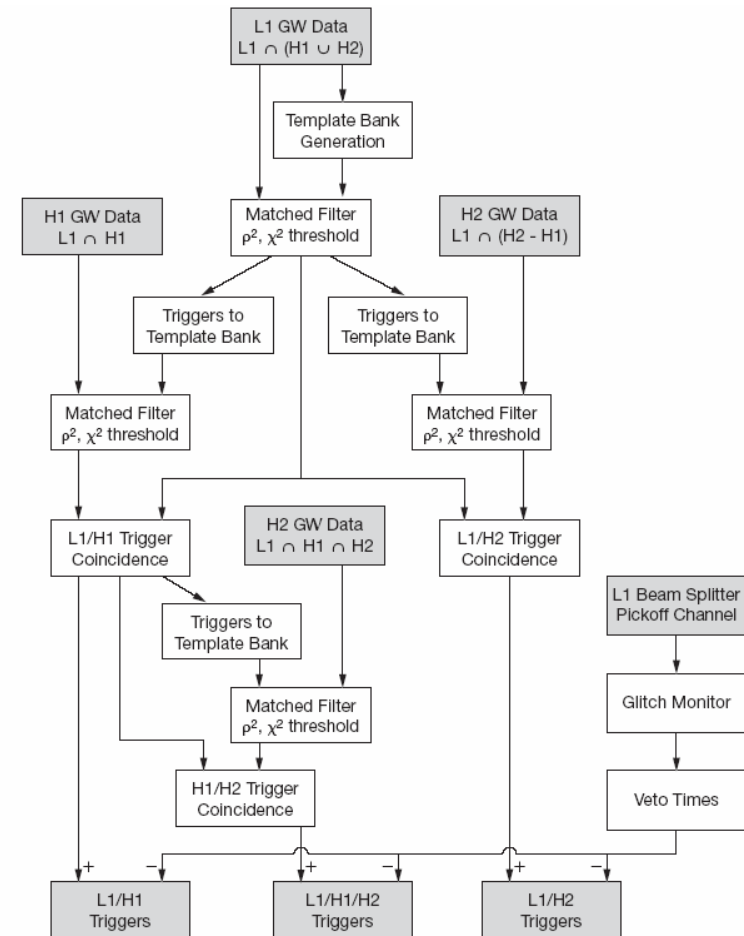 L1 GW Data
L1 ∩ (H1 ∪ H2)
Template Bank
Generation
H1 GW Data
L1 ∩ H1
Matched Filter
ρ², χ² threshold
H2 GW Data
L1 ∩ (H2 - H1)
Triggers to
Template Bank
Triggers to
Template Bank
Matched Filter
ρ², χ² threshold
Matched Filter
ρ², χ² threshold
L1/H1 Trigger
Coincidence
H2 GW Data
L1 ∩ H1 ∩ H2
L1/H2 Trigger
Coincidence
L1 Beam Splitter
Pickoff Channel
Triggers to
Template Bank
Matched Filter
ρ², χ² threshold
Glitch Monitor
H1/H2 Trigger
Coincidence
Veto Times
+ − + − + −
L1/H1
Triggers
L1/H1/H2
Triggers
L1/H2
Triggers